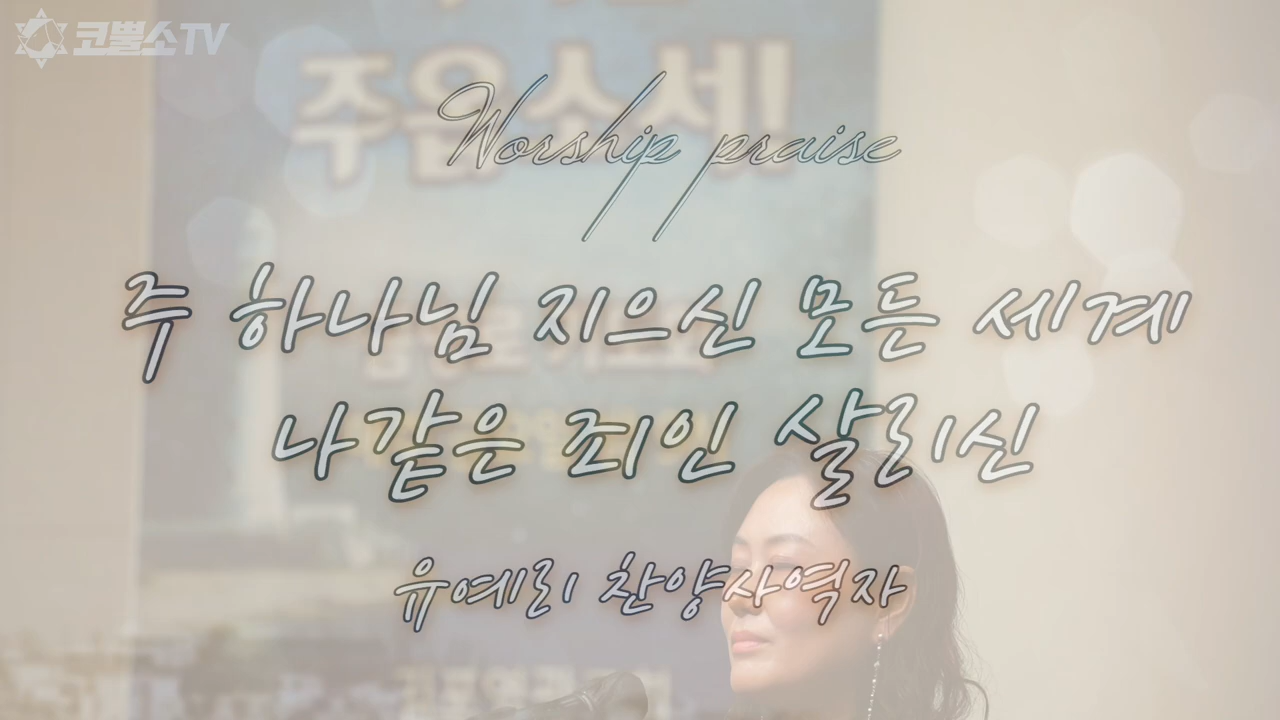 코뿔소TV
주옵소서!
Worship praise
주 하나님 지으신 모든 세계
나같은 죄인 살리신
유예리 찬양사역자